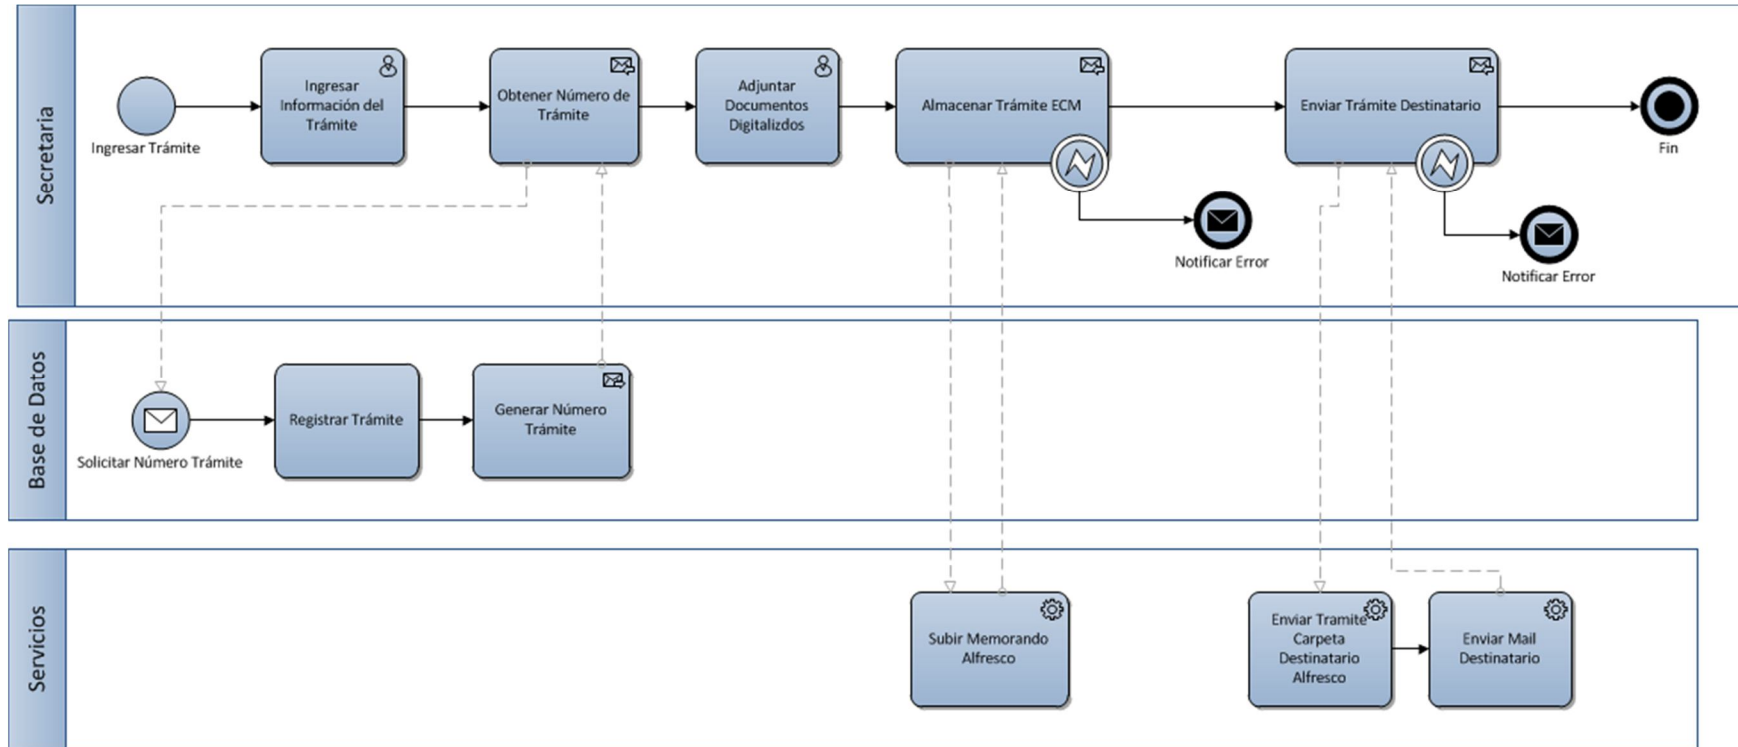 Secretaria
Ingresar Trámite
Ingresar
Información del
Trámite
Obtener Número de
Trámite
Adjuntar
Documentos
Digitalizdos
Almacenar Trámite ECM
Notificar Error
Enviar Trámite Destinatario
Notificar Error
Fin
Base de Datos
Solicitar Número Trámite
Registrar Trámite
Generar Número
Trámite
Servicios
Subir Memorando
Alfresco
Enviar Tramite
Carpeta
Destinatario
Alfresco
Enviar Mail
Destinatario